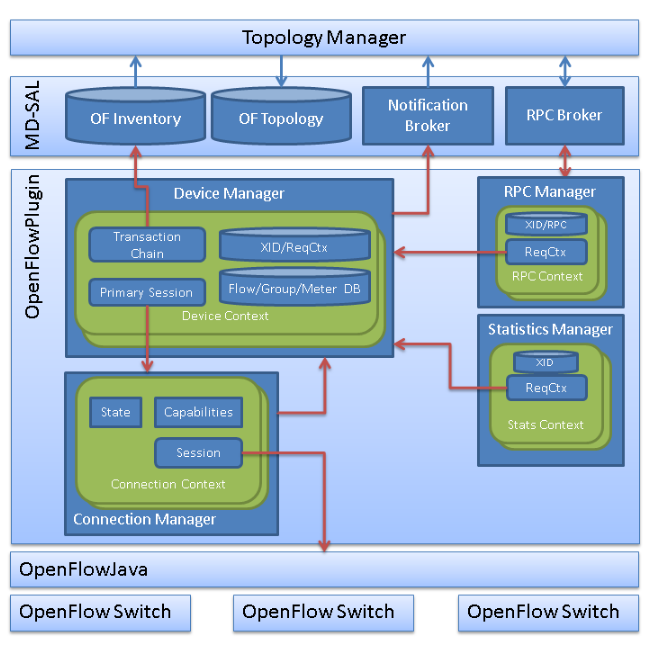 Topology Manager
MD-SAL
OF Inventory
OF Topology
Notification
Broker
RPC Broker
OpenFlowPlugin
Device Manager
Transaction
Chain
XID/ReqCtx
Primary Session
Flow/Group/Meter DB
Device Context
RPC Manager
XID/RPC
ReqCtx
RPC Context
Statistics Manager
XID
ReqCtx
Stats Context
State
Capabilities
Session
Connection Context
Connection Manager
OpenFlowJava
OpenFlow Switch
OpenFlow Switch
OpenFlow Switch